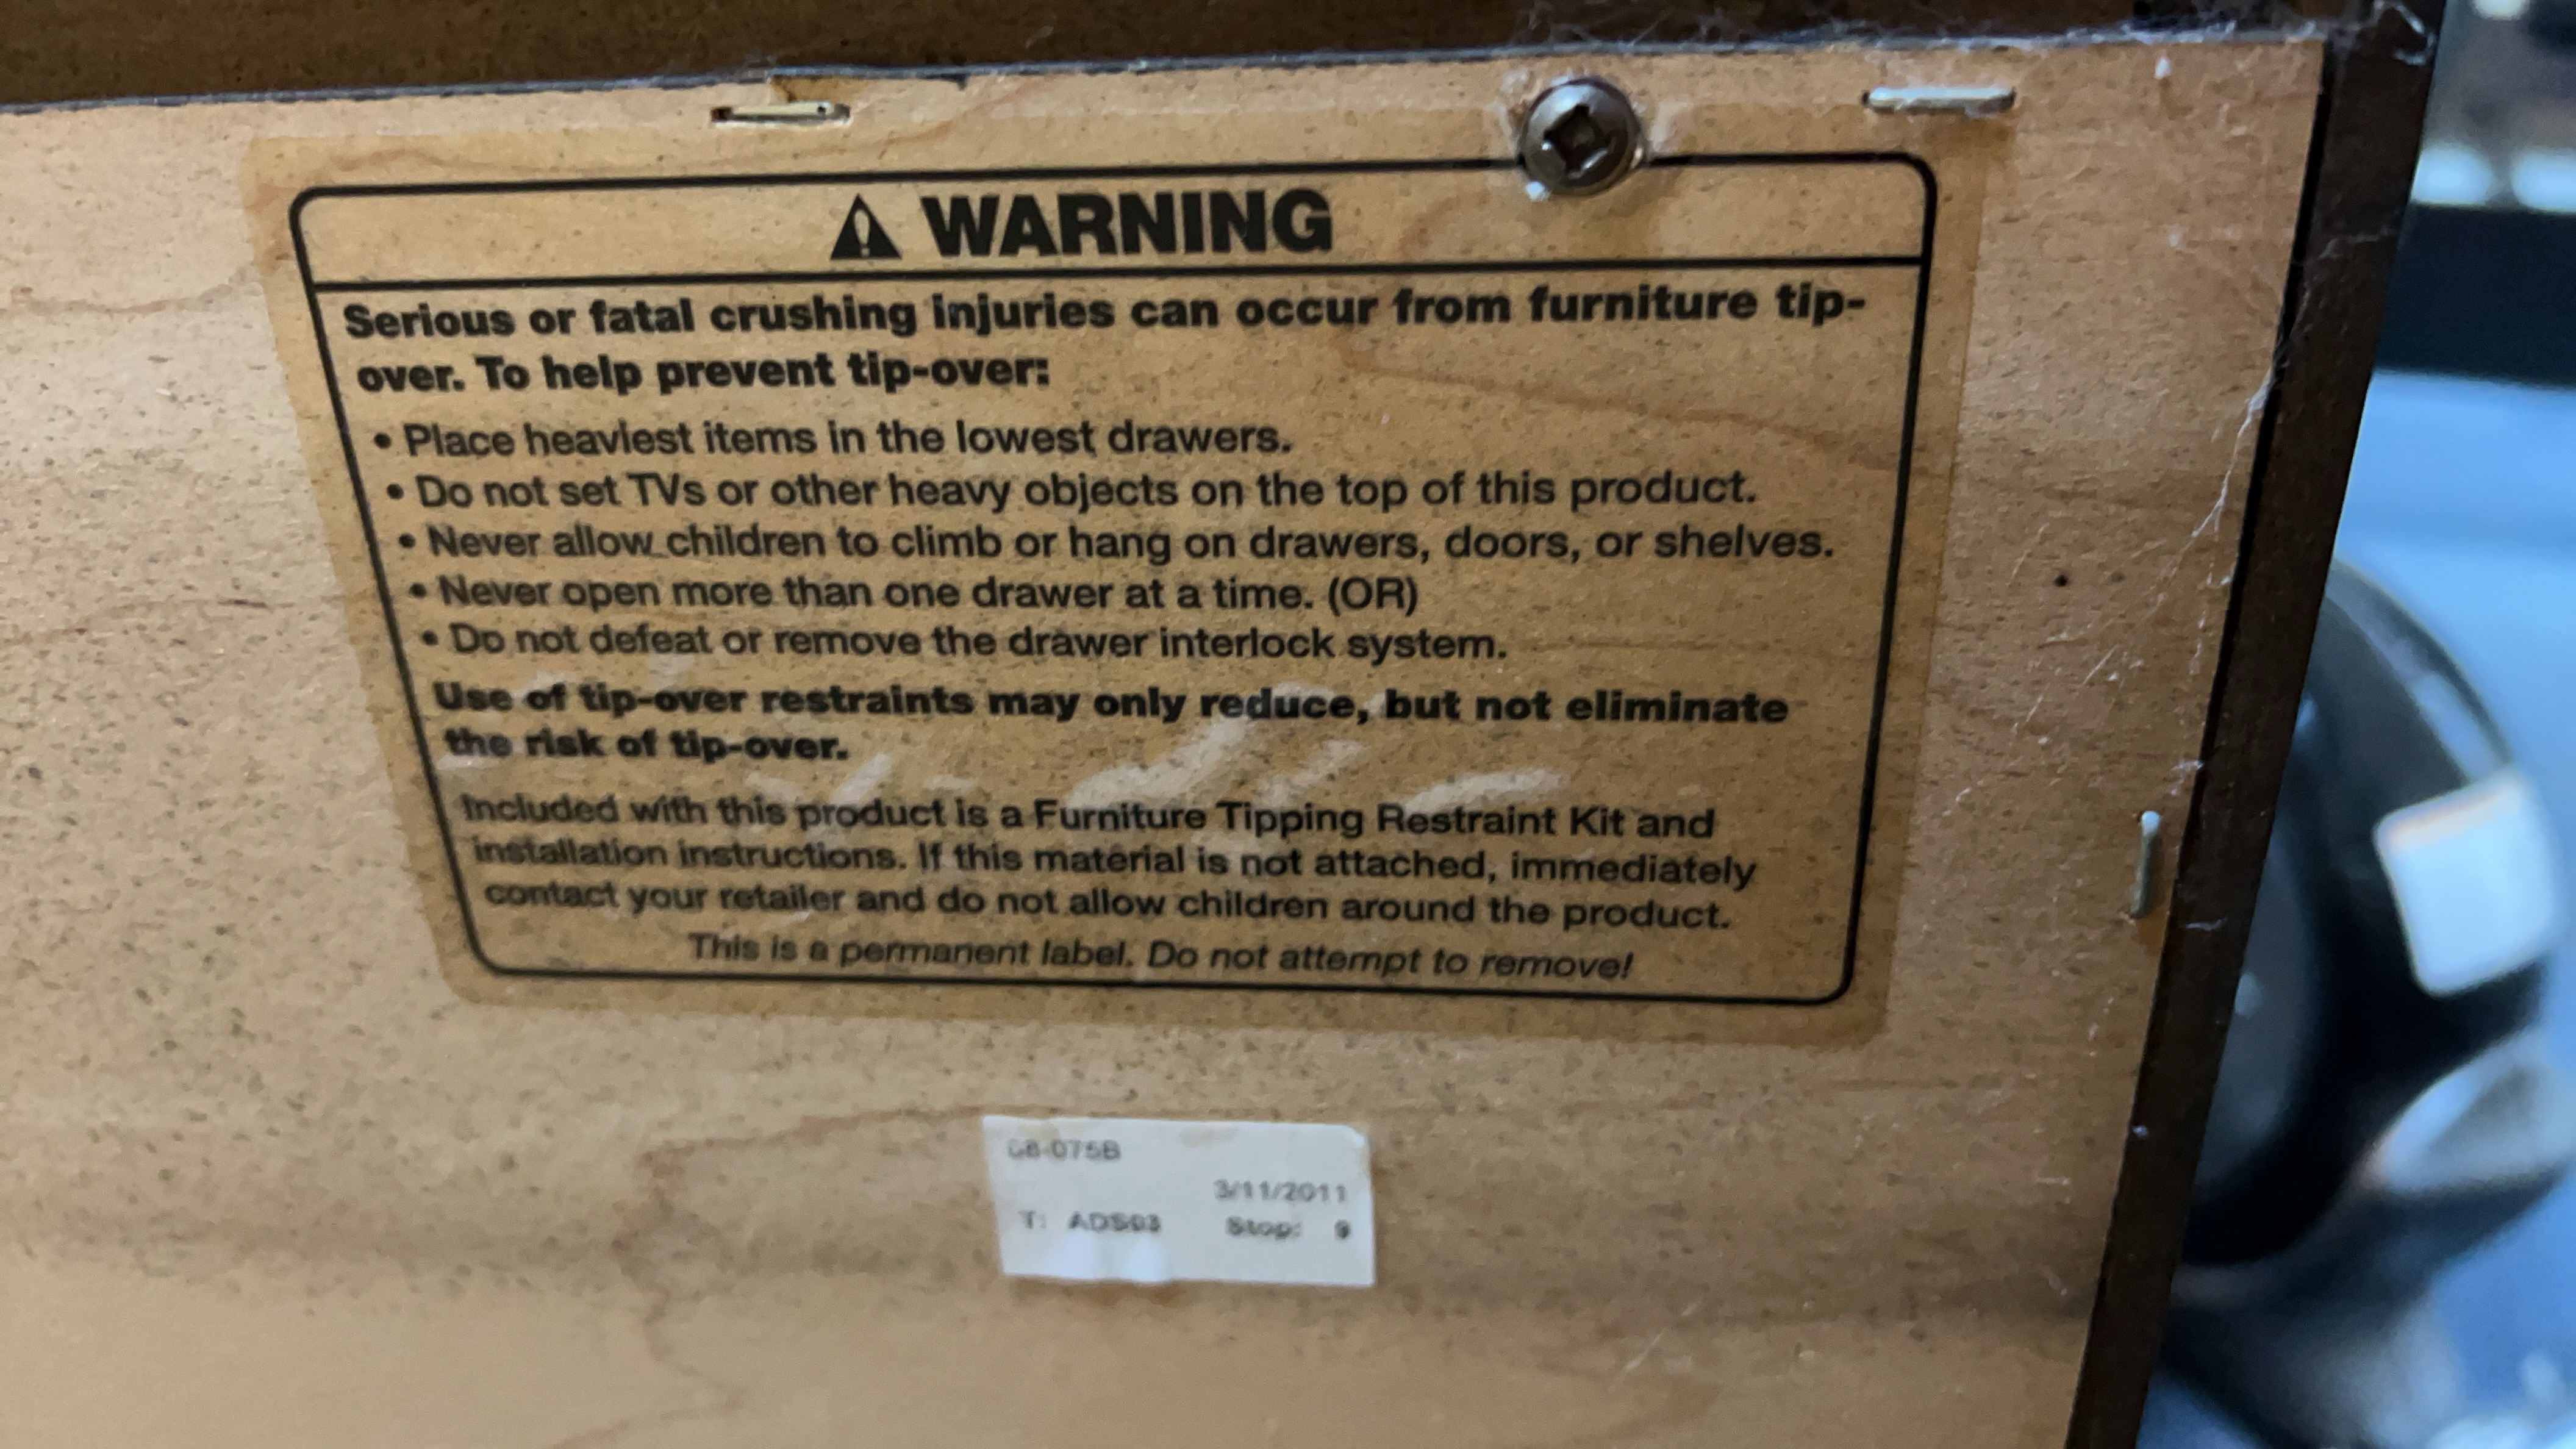 WARNING
Serious or fatal crushing injuries can occur from furniture tip-
over. To help prevent tip-over:
• Place heaviest items in the lowest drawers.
• Do not set TVs or other heavy objects on the top of this product.
• Never allow children to climb or hang on drawers, doors, or shelves.
• Never open more than one drawer at a time. (OR)
• Do not defeat or remove the drawer interlock system.
Use of tip-over restraints may only reduce, but not eliminate
the risk of tip-over.
Included with this product is a Furniture Tipping Restraint Kit and
installation instructions. If this material is not attached, immediately
contact your retailer and do not allow children around the product.
This is a permanent label. Do not attempt to remove!
3/11/2011
T: ADS03 Stop: 9